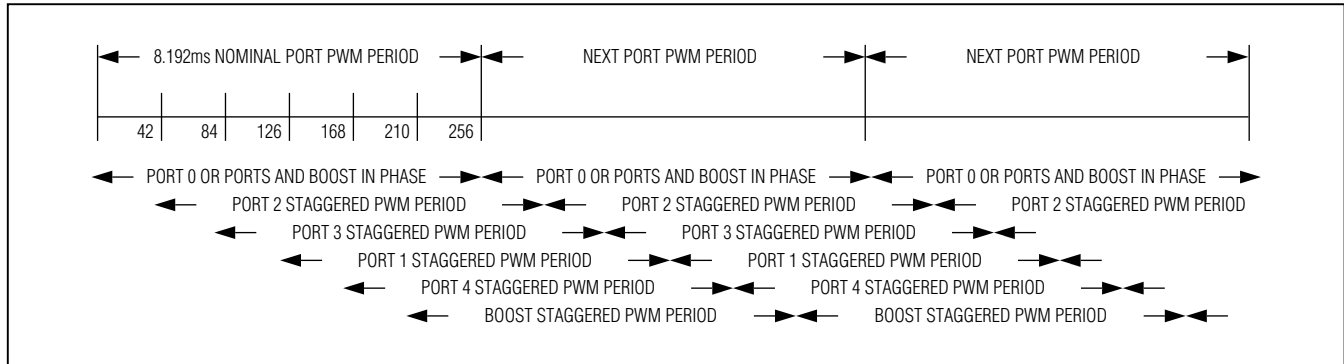 8.192ms NOMINAL PORT PWM PERIOD NEXT PORT PWM PERIOD NEXT PORT PWM PERIOD
42 84 126 168 210 256
PORT 0 OR PORTS AND BOOST IN PHASE PORT 0 OR PORTS AND BOOST IN PHASE PORT 0 OR PORTS AND BOOST IN PHASE
PORT 2 STAGGERED PWM PERIOD PORT 2 STAGGERED PWM PERIOD PORT 2 STAGGERED PWM PERIOD
PORT 3 STAGGERED PWM PERIOD PORT 3 STAGGERED PWM PERIOD
PORT 1 STAGGERED PWM PERIOD PORT 1 STAGGERED PWM PERIOD
PORT 4 STAGGERED PWM PERIOD PORT 4 STAGGERED PWM PERIOD
BOOST STAGGERED PWM PERIOD BOOST STAGGERED PWM PERIOD